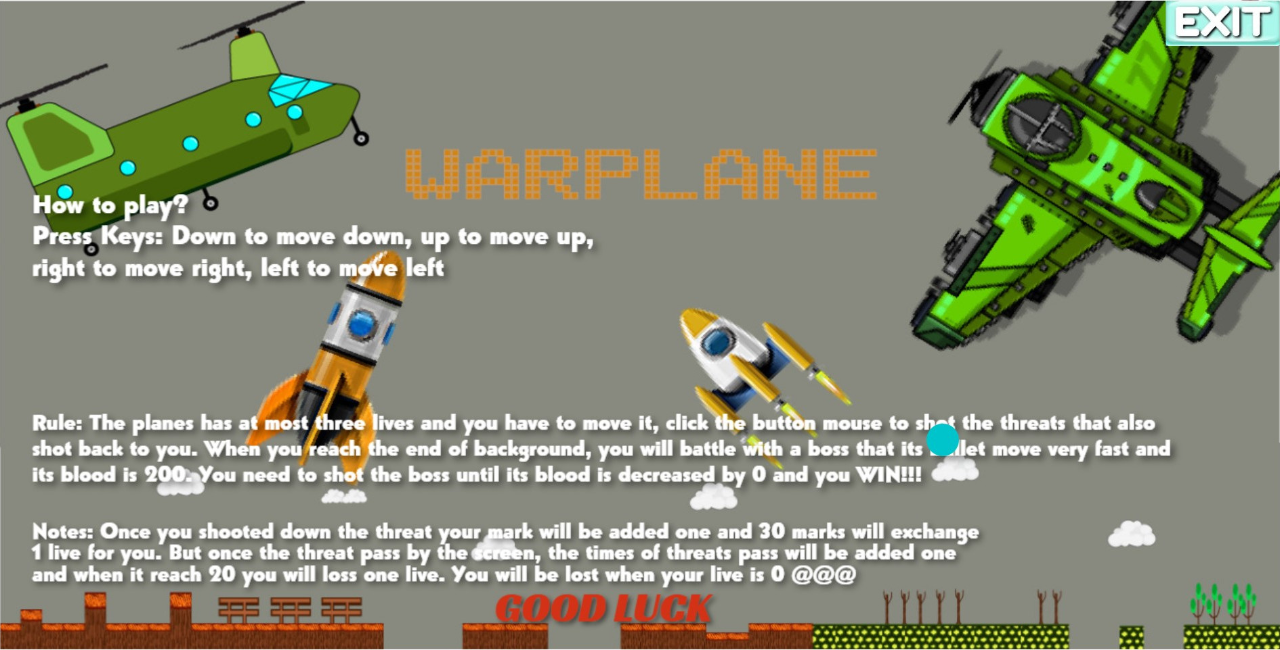 EXIT
WARPLANE
How to play?
Press Keys: Down to move down, up to move up,
right to move right, left to move left
Rule: The planes has at most three lives and you have to move it, click the button mouse to shot the threats that also
shot back to you. When you reach the end of background, you will battle with a boss that its bullet move very fast and
its blood is 200. You need to shot the boss until its blood is decreased by 0 and you WIN!!!
Notes: Once you shooted down the threat your mark will be added one and 30 marks will exchange
1 live for you. But once the threat pass by the screen, the times of threats pass will be added one
and when it reach 20 you will loss one live. You will be lost when your live is 0 @@@
GOOD LUCK